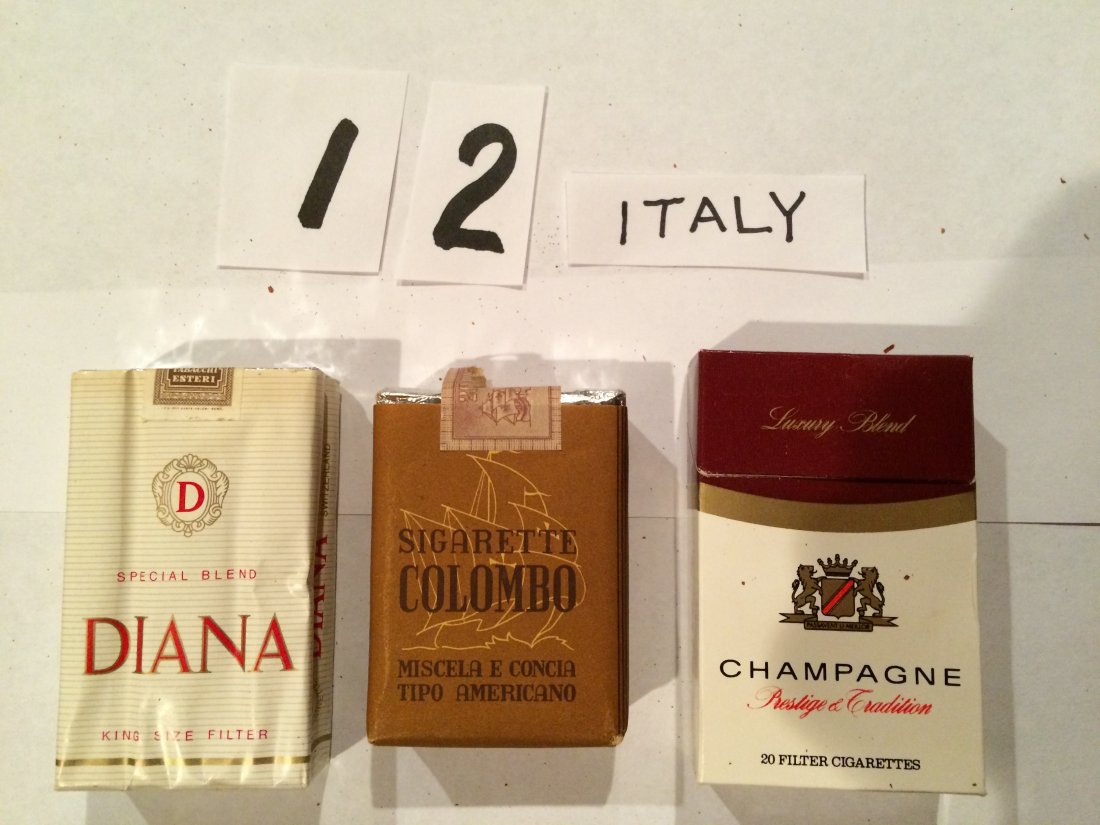 1 2 ITALY
TABACCHI
ESTERI
D
SPECIAL BLEND
DIANA
KING SIZE FILTER
SWITZERLAND
DIANA
SIGARETTE
COLOMBO
MISCELA E CONCIA
TIPO AMERICANO
Luxury Blend
CHAMPAGNE
Prestige & Tradition
20 FILTER CIGARETTES